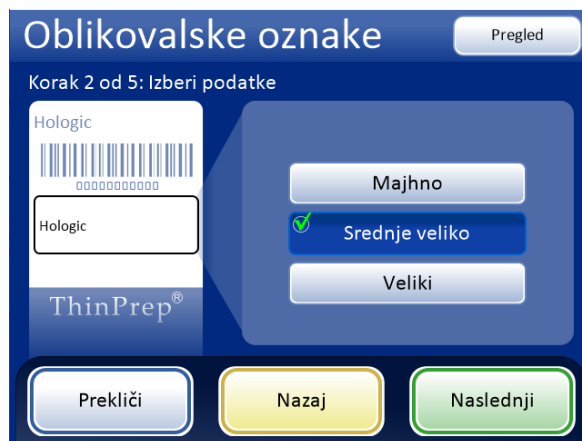 Oblikovalske oznake
Pregled
Korak 2 od 5: Izberi podatke
Hologic
00000000000
Hologic
ThinPrep®
Majhno
Srednje veliko
Veliki
Prekliči
Nazaj
Naslednji